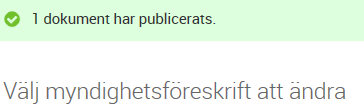 1 dokument har publicerats.
Välj myndighetsföreskrift att ändra